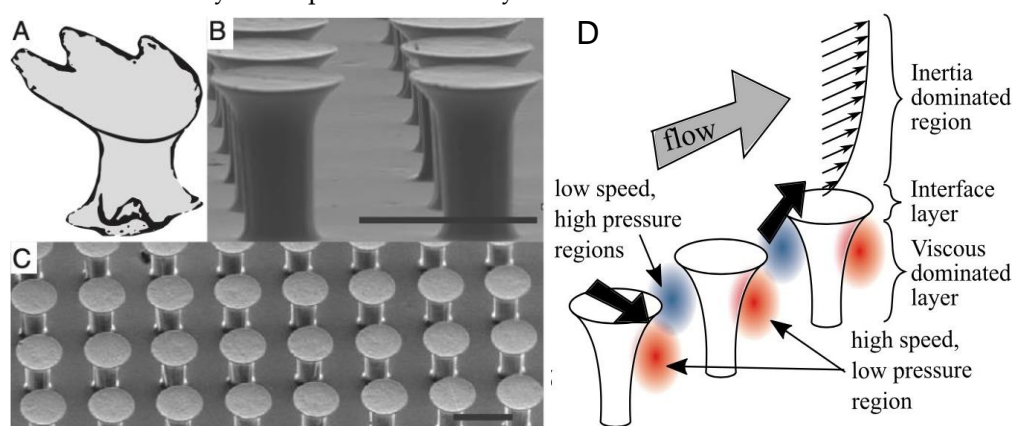 A
B
D
flow
Inertia
dominated
region
low speed,
high pressure
regions
Interface
layer
Viscous
dominated
layer
C
high speed,
low pressure
region